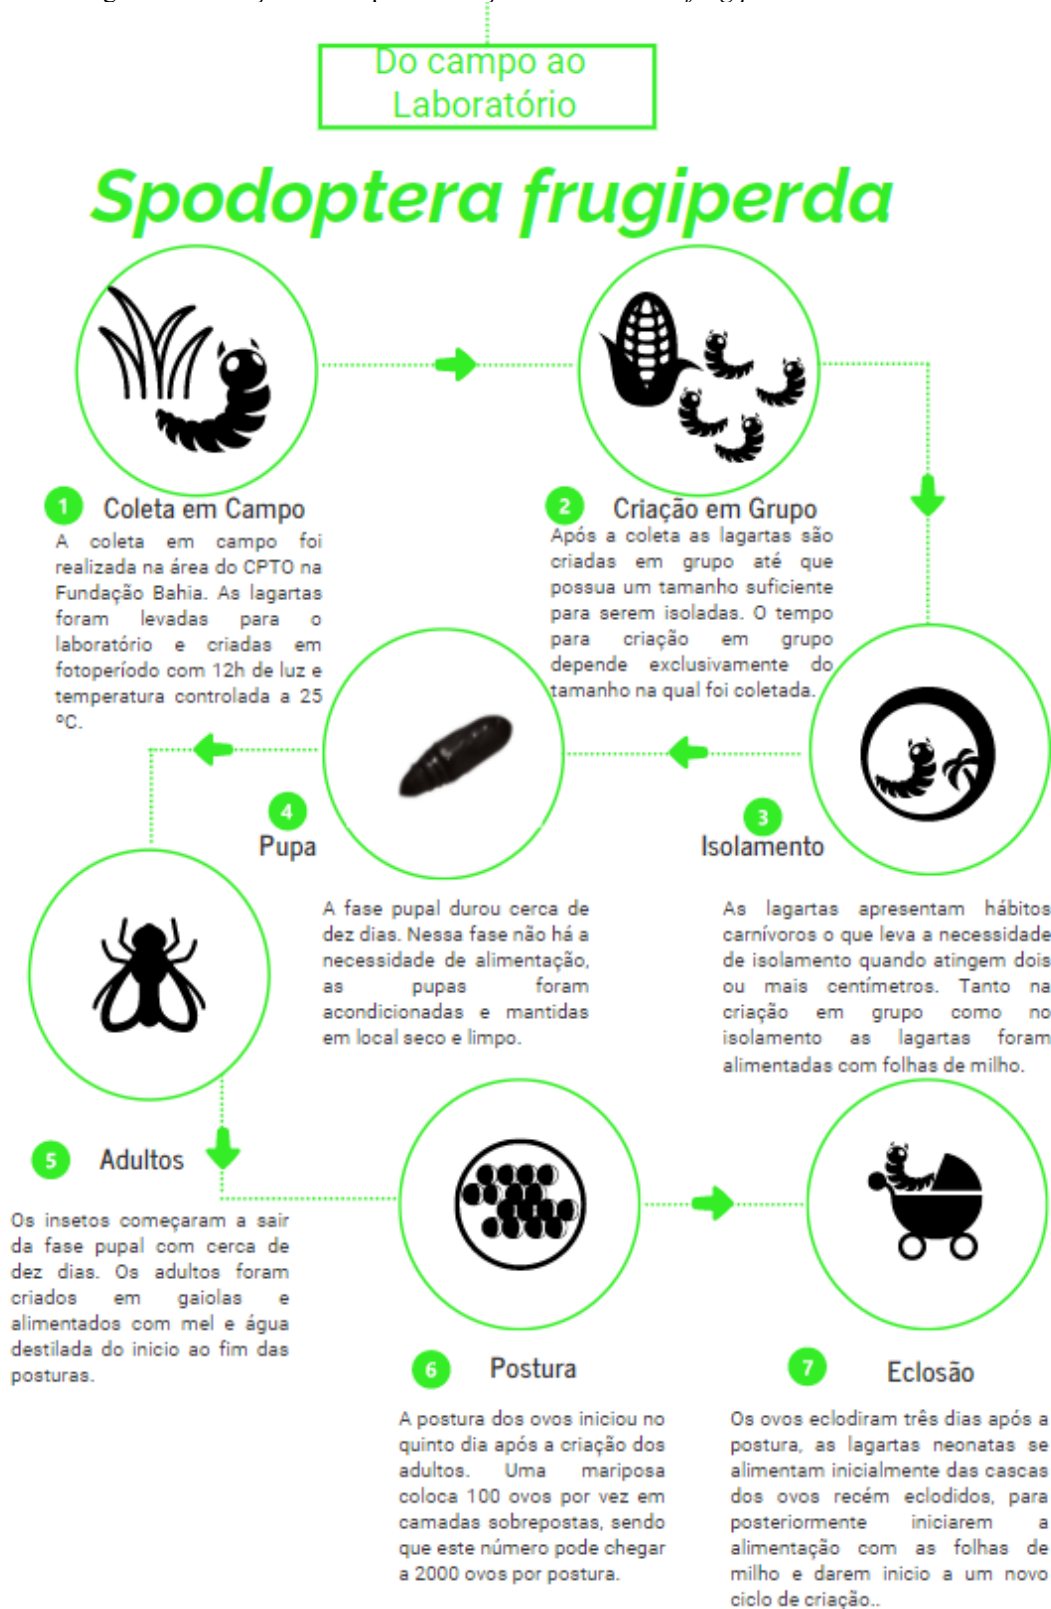 Do campo ao
Laboratório
Spodoptera frugiperda
1 Coleta em Campo
A coleta em campo foi
realizada na área do CPTO na
Fundação Bahia. As lagartas
foram levadas para o
laboratório e criadas em
fotoperíodo com 12h de luz e
temperatura controlada a 25
ºC.
2 Criação em Grupo
Após a coleta as lagartas são
criadas em grupo até que
possua um tamanho suficiente
para serem isoladas. O tempo
para criação em grupo
depende exclusivamente do
tamanho na qual foi coletada.
3
Isolamento
As lagartas apresentam hábitos
carnívoros o que leva a necessidade
de isolamento quando atingem dois
ou mais centímetros. Tanto na
criação em grupo como no
isolamento as lagartas foram
alimentadas com folhas de milho.
4
Pupa
A fase pupal durou cerca de
dez dias. Nessa fase não há a
necessidade de alimentação,
as pupas foram
acondicionadas e mantidas
em local seco e limpo.
5 Adultos
Os insetos começaram a sair
da fase pupal com cerca de
dez dias. Os adultos foram
criados em gaiolas e
alimentados com mel e água
destilada do inicio ao fim das
posturas.
6 Postura
A postura dos ovos iniciou no
quinto dia após a criação dos
adultos. Uma mariposa
coloca 100 ovos por vez em
camadas sobrepostas, sendo
que este número pode chegar
a 2000 ovos por postura.
7 Eclosão
Os ovos eclodiram três dias após a
postura, as lagartas neonatas se
alimentam inicialmente das cascas
dos ovos recém eclodidos, para
posteriormente iniciarem a
alimentação com as folhas de
milho e darem inicio a um novo
ciclo de criação..